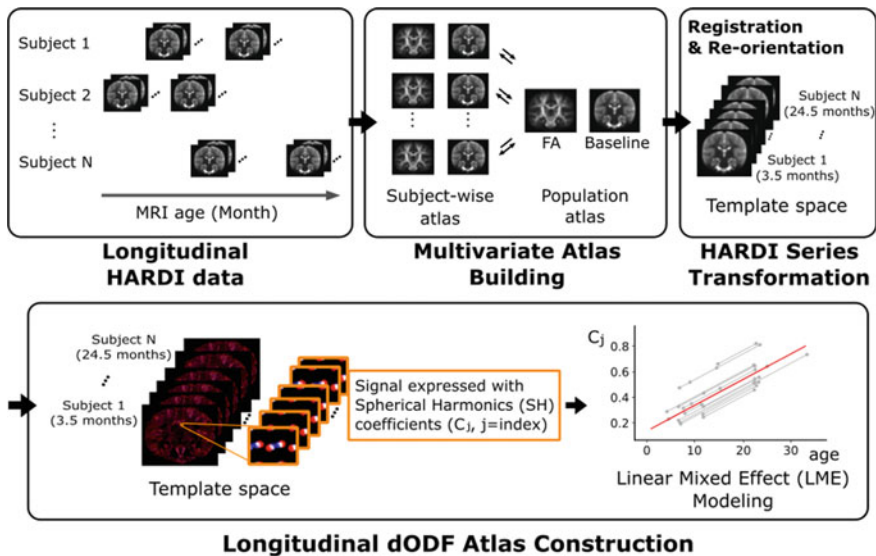 Subject 1
Subject 2
Subject N
MRI age (Month)
Longitudinal
HARDI data
FA
Baseline
Subject-wise
atlas
Population
atlas
Multivariate Atlas
Building
Registration
& Re-orientation
Subject N
(24.5 months)
Subject 1
(3.5 months)
Template space
HARDI Series
Transformation
Subject N
(24.5 months)
Subject 1
(3.5 months)
Template space
Signal expressed with
Spherical Harmonics (SH)
coefficients (Cⱼ, j=index)
Cⱼ
0.8
0.6
0.4
0.2
0 10 20 30
age
Linear Mixed Effect (LME)
Modeling
Longitudinal dODF Atlas Construction